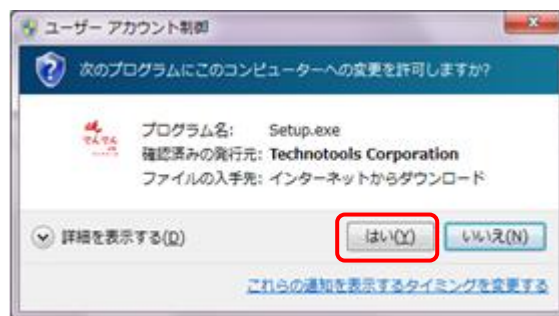 ユーザー アカウント制御
次のプログラムにこのコンピューターへの変更を許可しますか?
でんでん
プログラム名: Setup.exe
確認済みの発行元: Technotools Corporation
ファイルの入手先: インターネットからダウンロード
詳細を表示する(D)
はい(Y)
いいえ(N)
これらの通知を表示するタイミングを変更する